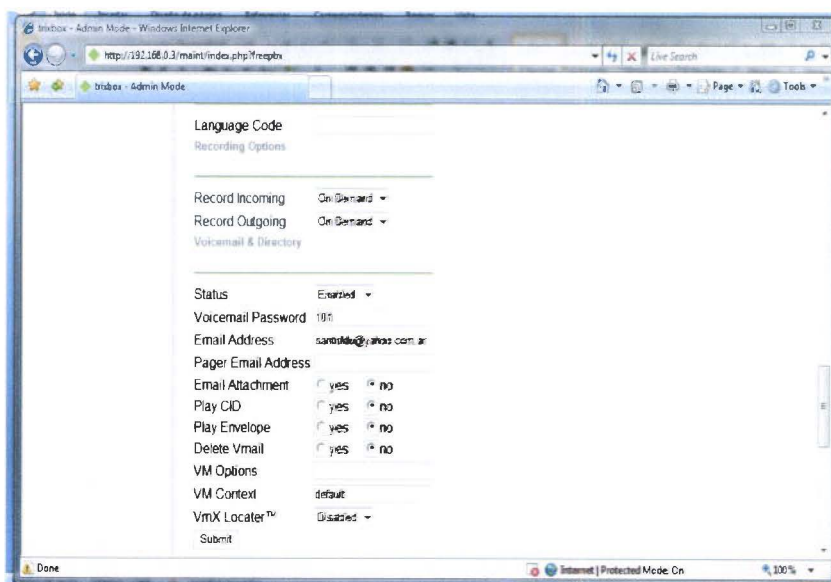 trixbox - Admin Mode - Windows Internet Explorer
http://192.168.0.3/maint/index.php?freepbx
Live Search
trixbox - Admin Mode
Page
Tools
Language Code
Recording Options
Record Incoming On Demand
Record Outgoing On Demand
Voicemail & Directory
Status Enabled
Voicemail Password
Email Address
Pager Email Address
Email Attachment yes no
Play CID yes no
Play Envelope yes no
Delete Vmail yes no
VM Options
VM Context default
VmX Locater™ Disabled
Submit
Done
Internet | Protected Mode: On
100%